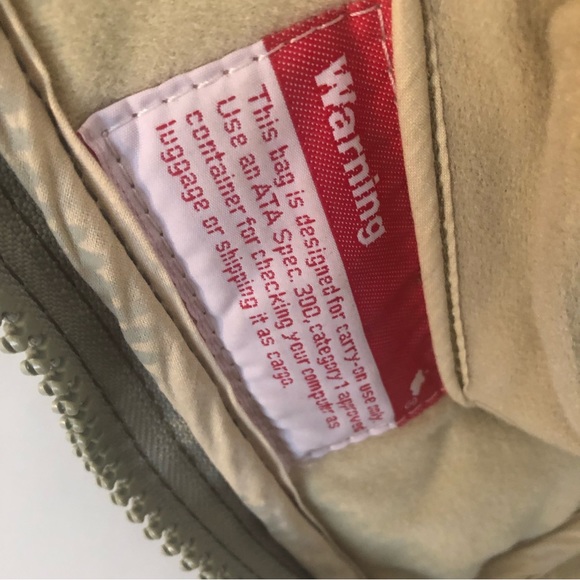 Warning
This bag is designed for carry-on use only
Use an ATA Spec 300, category 1 aproved
container for checking your computer as
luggage or shipping it as cargo.